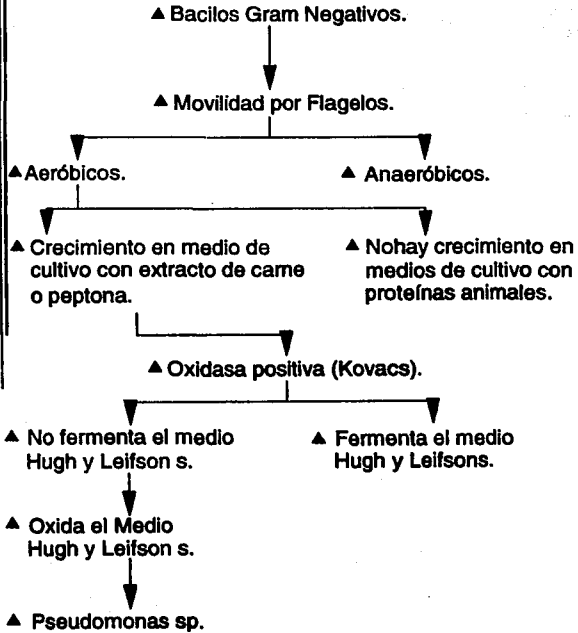 ▲ Bacilos Gram Negativos.
▲ Movilidad por Flagelos.
▲ Aeróbicos.
▲ Anaeróbicos.
▲ Crecimiento en medio de
cultivo con extracto de carne
o peptona.
▲ Nohay crecimiento en
medios de cultivo con
proteínas animales.
▲ Oxidasa positiva (Kovacs).
▲ No fermenta el medio
Hugh y Leifson s.
▲ Fermenta el medio
Hugh y Leifsons.
▲ Oxida el Medio
Hugh y Leifson s.
▲ Pseudomonas sp.